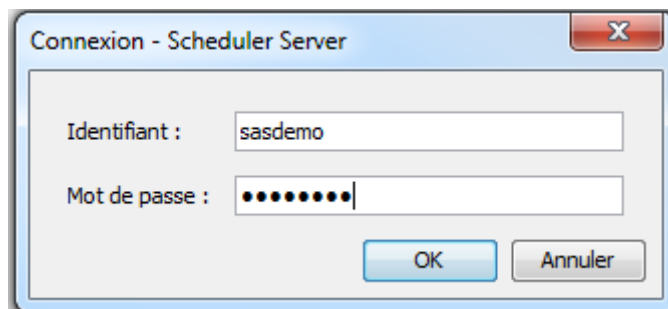 Connexion - Scheduler Server
Identifiant : sasdemo
Mot de passe : ●●●●●●●●
OK Annuler